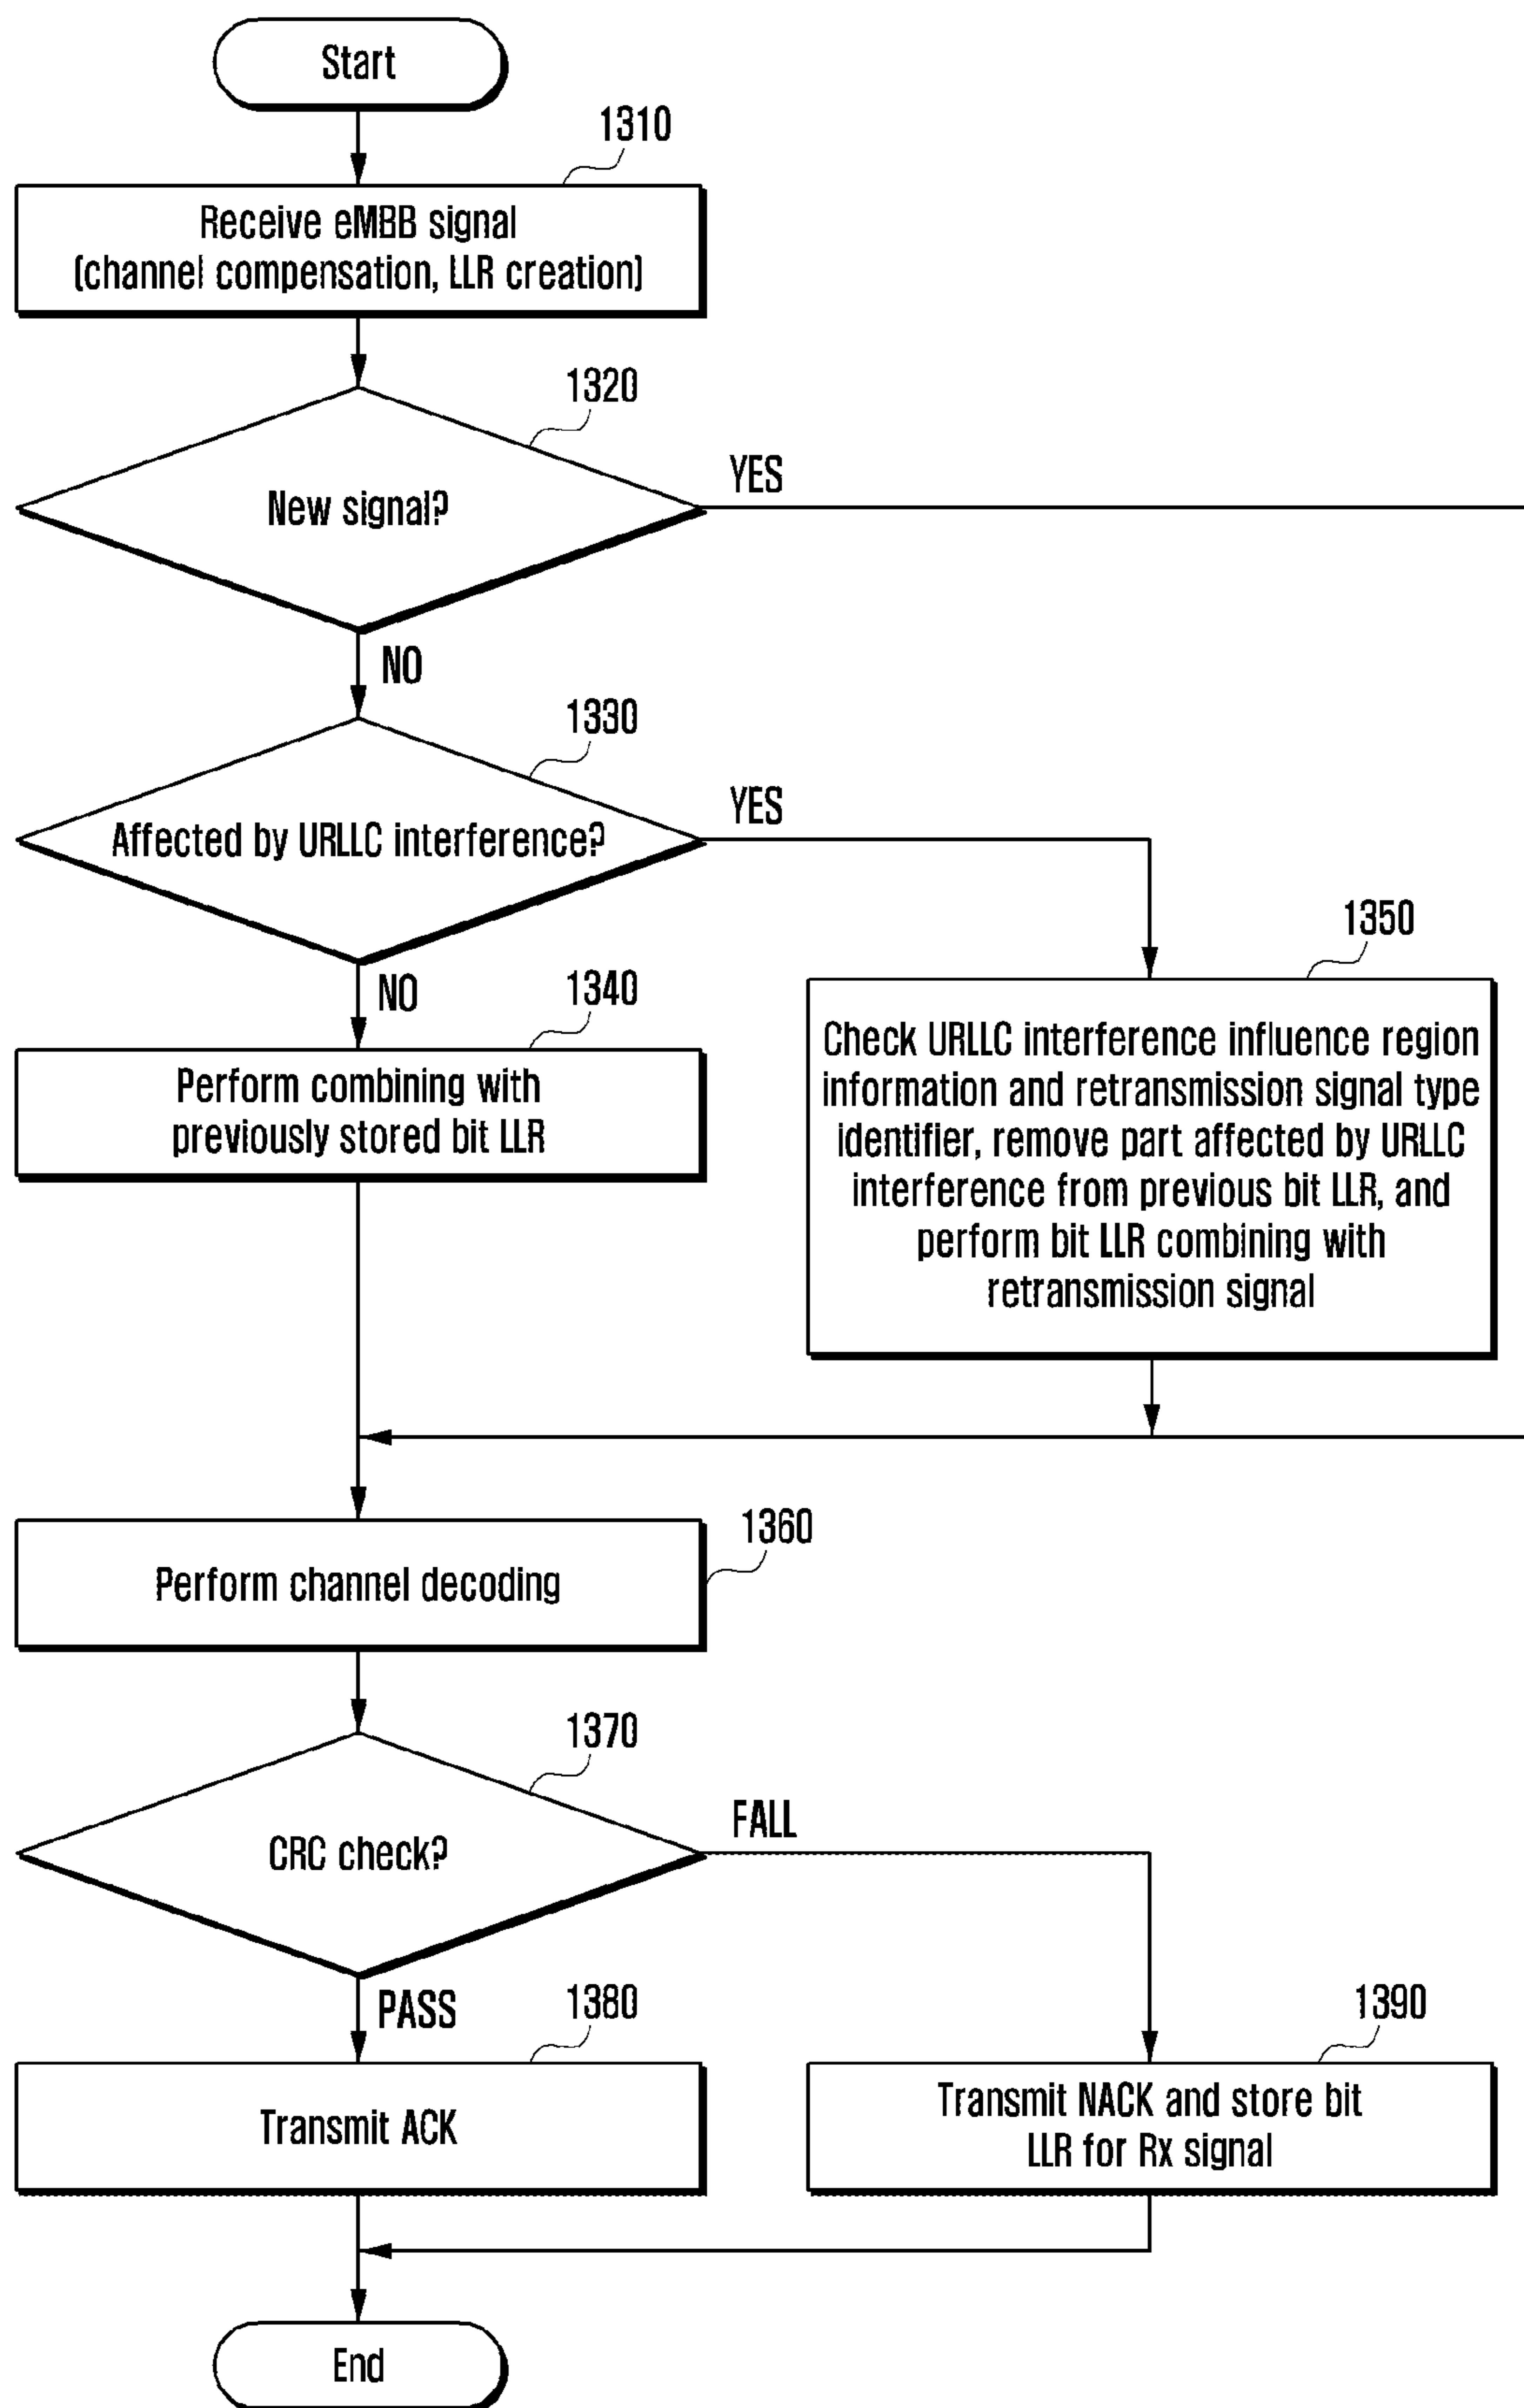 Start
1310
Receive eMBB signal
(channel compensation, LLR creation)
1320
New signal?
YES
NO
1330
Affected by URLLC interference?
YES
NO
1340
Perform combining with
previously stored bit LLR
1350
Check URLLC interference influence region
information and retransmission signal type
identifier, remove part affected by URLLC
interference from previous bit LLR, and
perform bit LLR combining with
retransmission signal
1360
Perform channel decoding
1370
CRC check?
FALL
PASS
1380
Transmit ACK
1390
Transmit NACK and store bit
LLR for Rx signal
End